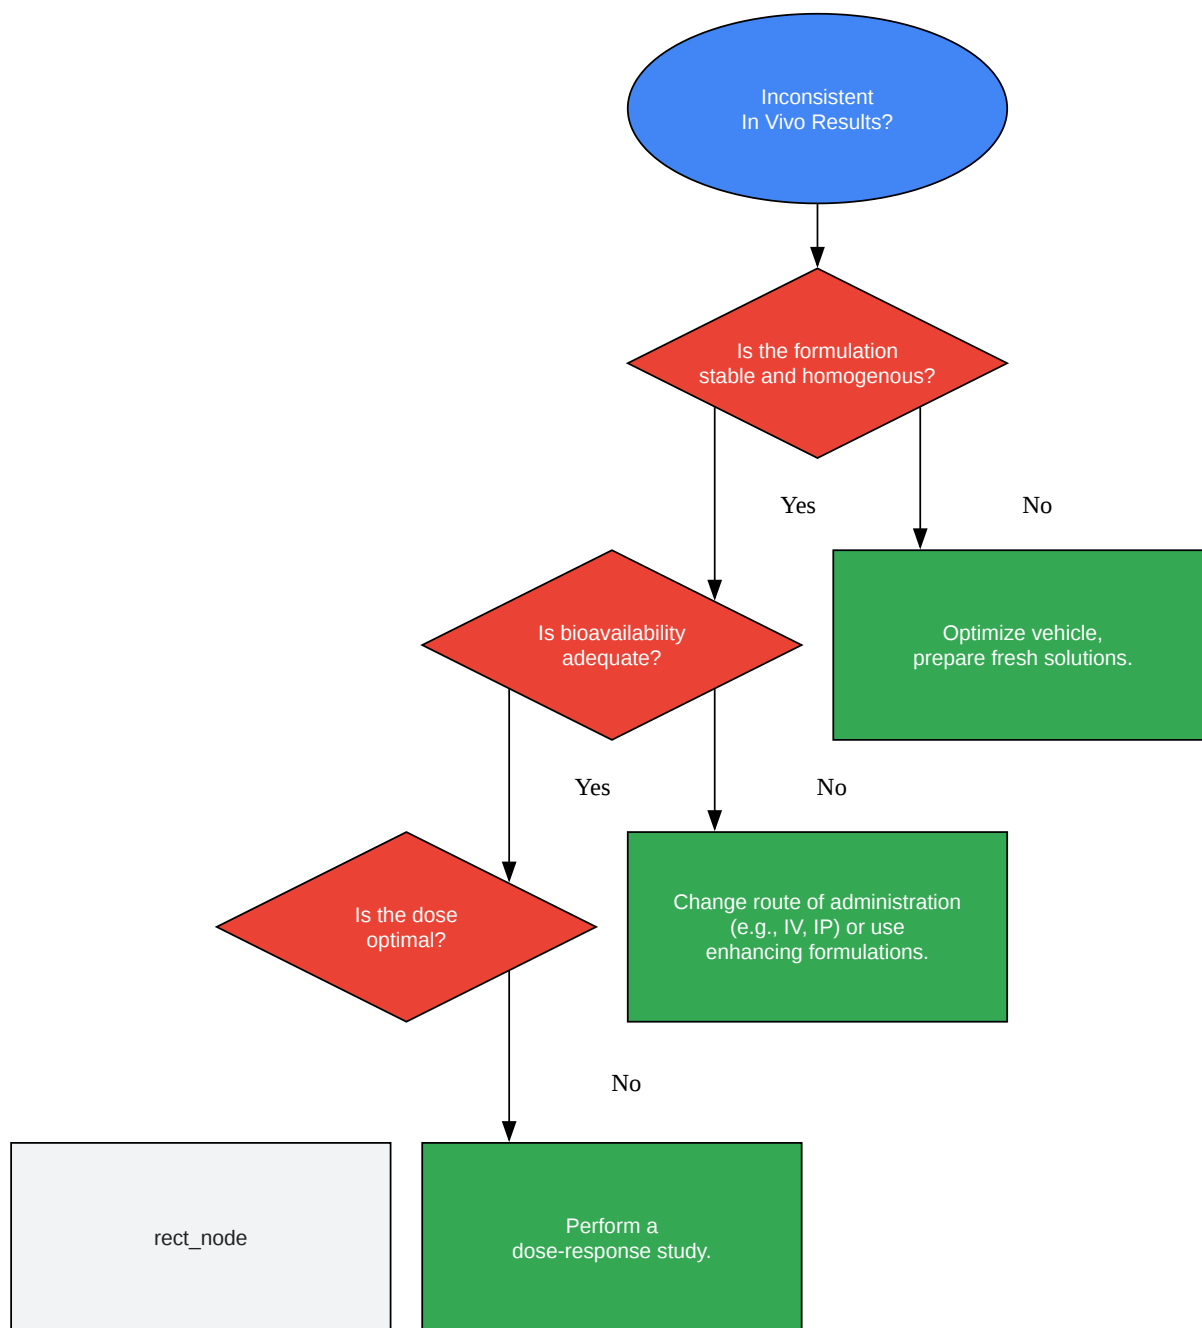 Inconsistent
In Vivo Results?
Is the formulation
stable and homogenous?
Yes
No
Is bioavailability
adequate?
Optimize vehicle,
prepare fresh solutions.
Yes
No
Is the dose
optimal?
Change route of administration
(e.g., IV, IP) or use
enhancing formulations.
No
rect_node
Perform a
dose-response study.